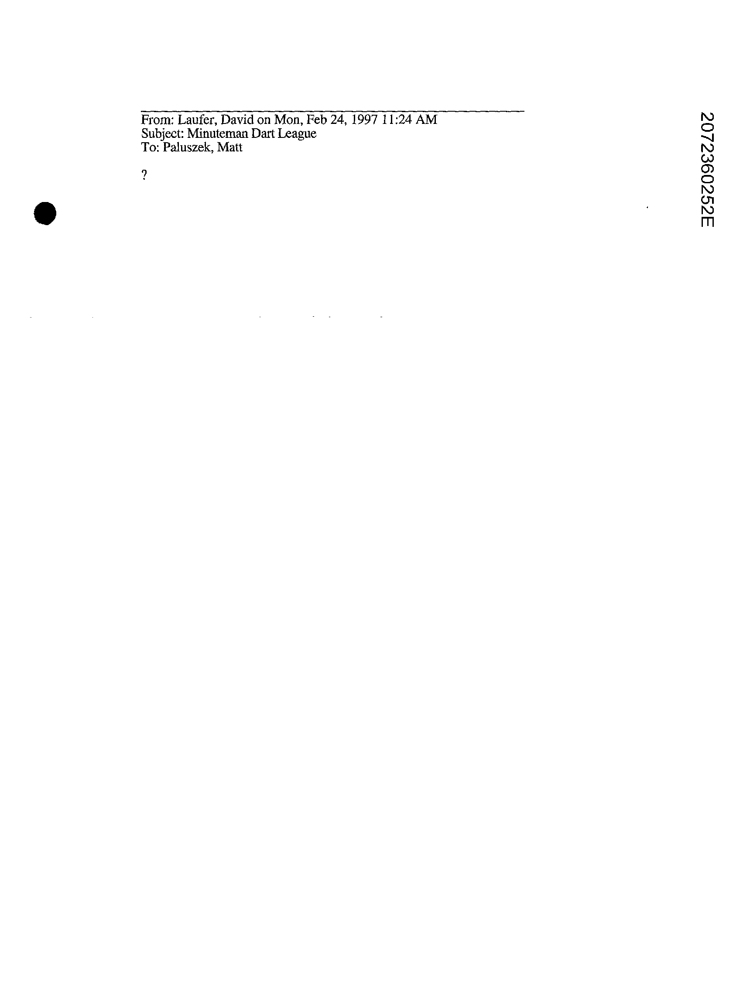 From: Laufer, David on Mon, Feb 24, 1997 11:24 AM
Subject: Minuteman Dart League
To: Paluszek, Matt
?
2072360252E